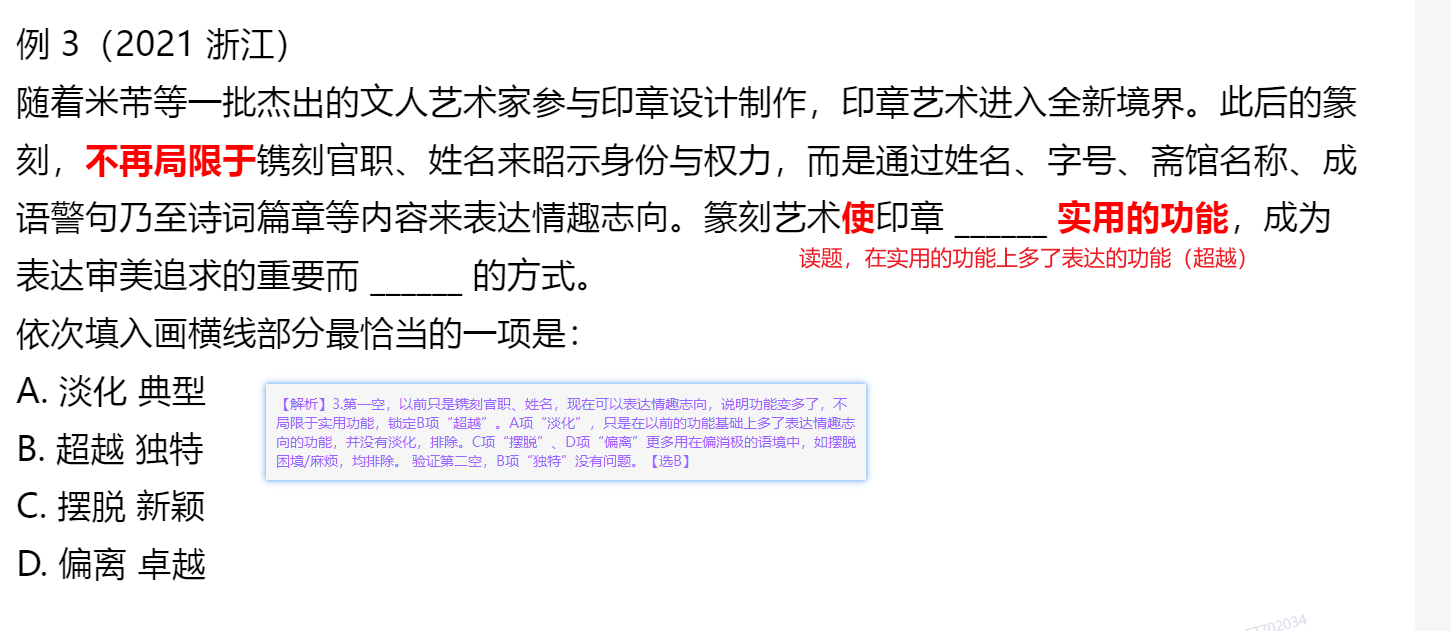 例 3（2021 浙江）
随着米芾等一批杰出的文人艺术家参与印章设计制作，印章艺术进入全新境界。此后的篆
刻，不再局限于镌刻官职、姓名来昭示身份与权力，而是通过姓名、字号、斋馆名称、成
语警句乃至诗词篇章等内容来表达情趣志向。篆刻艺术使印章 ______ 实用的功能，成为
读题，在实用的功能上多了表达的功能（超越）
表达审美追求的重要而 ______ 的方式。
依次填入画横线部分最恰当的一项是：
A. 淡化 典型
B. 超越 独特
C. 摆脱 新颖
D. 偏离 卓越
【解析】3.第一空，以前只是镌刻官职、姓名，现在可以表达情趣志向，说明功能变多了，不
局限于实用功能，锁定B项“超越”。A项“淡化”，只是在以前的功能基础上多了表达情趣志
向的功能，并没有淡化，排除。C项“摆脱”、D项“偏离”更多用在偏消极的语境中，如摆脱
困境/麻烦，均排除。 验证第二空，B项“独特”没有问题。【选B】
7702034